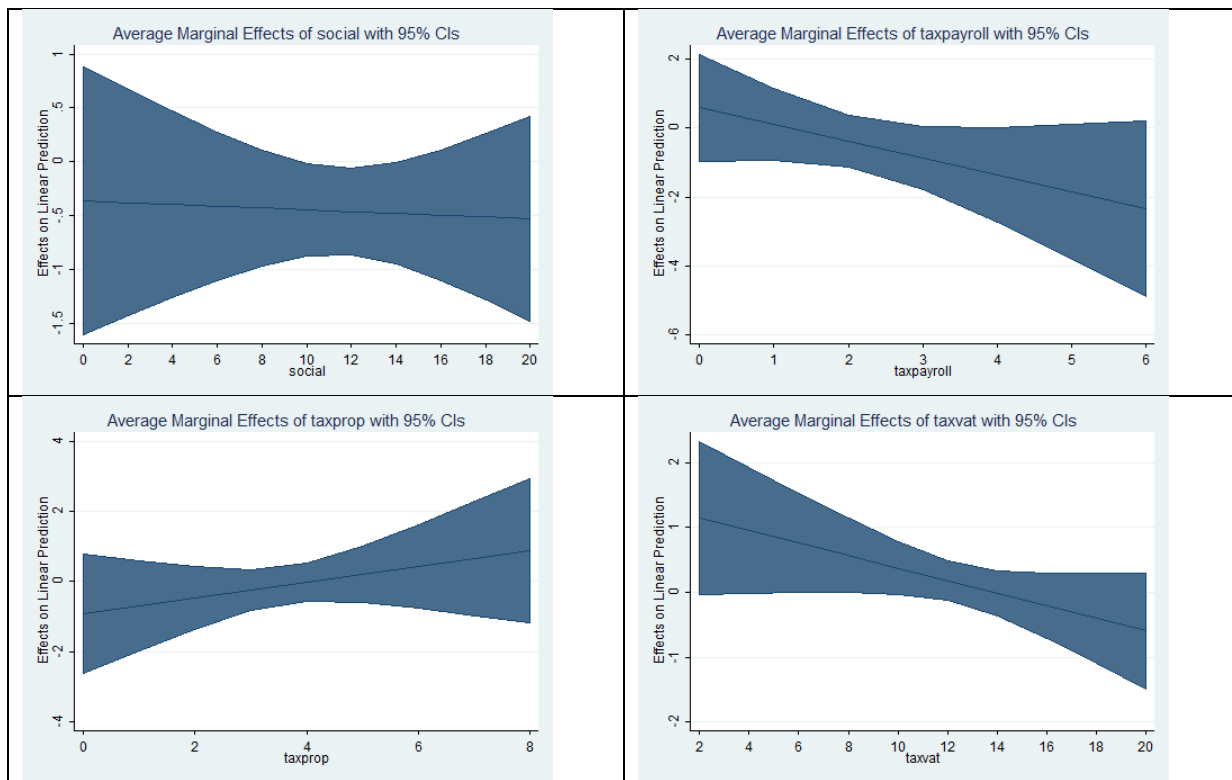 Average Marginal Effects of social with 95% CIs
Effects on Linear Prediction
1
.5
0
-.5
-1
-1.5
0 2 4 6 8 10 12 14 16 18 20
social
Average Marginal Effects of taxpayroll with 95% CIs
Effects on Linear Prediction
2
0
-2
-4
-6
0 1 2 3 4 5 6
taxpayroll
Average Marginal Effects of taxprop with 95% CIs
Effects on Linear Prediction
4
2
0
-2
-4
0 2 4 6 8
taxprop
Average Marginal Effects of taxvat with 95% CIs
Effects on Linear Prediction
2
1
0
-1
-2
2 4 6 8 10 12 14 16 18 20
taxvat